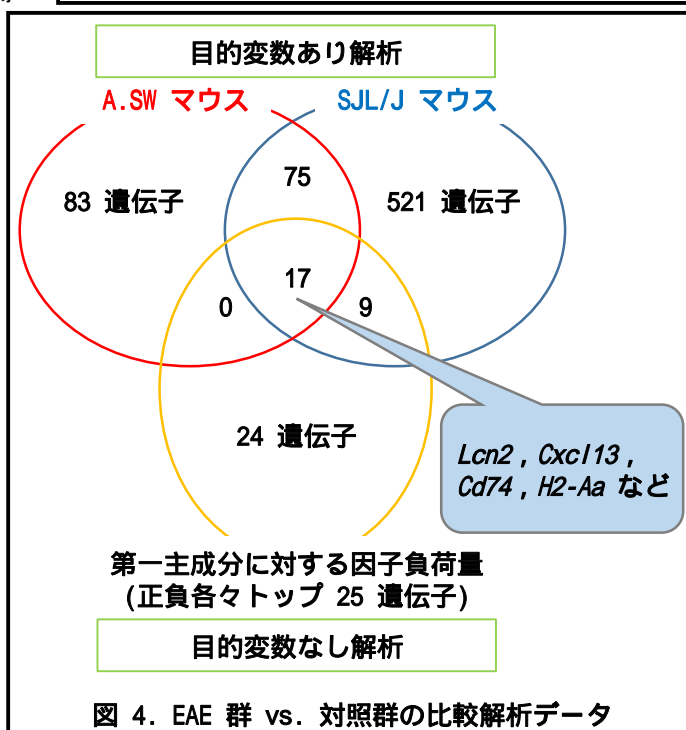 目的変数あり解析
A.SW マウス
SJL/J マウス
75
83 遺伝子
521 遺伝子
17
0
9
24 遺伝子
Lcn2 , Cxcl13 ,
Cd74 , H2-Aa など
第一主成分に対する因子負荷量
(正負各々トップ 25 遺伝子)
目的変数なし解析
図 4. EAE 群 vs. 対照群の比較解析データ